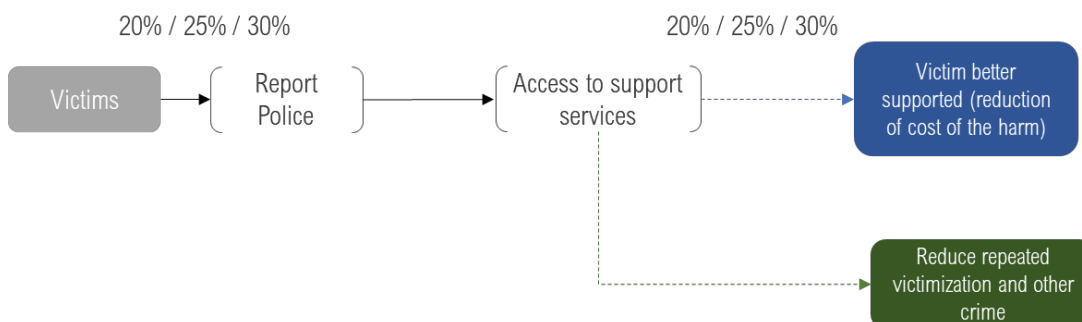 20% / 25% / 30%
20% / 25% / 30%
Victims
Report
Police
Access to support
services
Victim better
supported (reduction
of cost of the harm)
Reduce repeated
victimization and other
crime